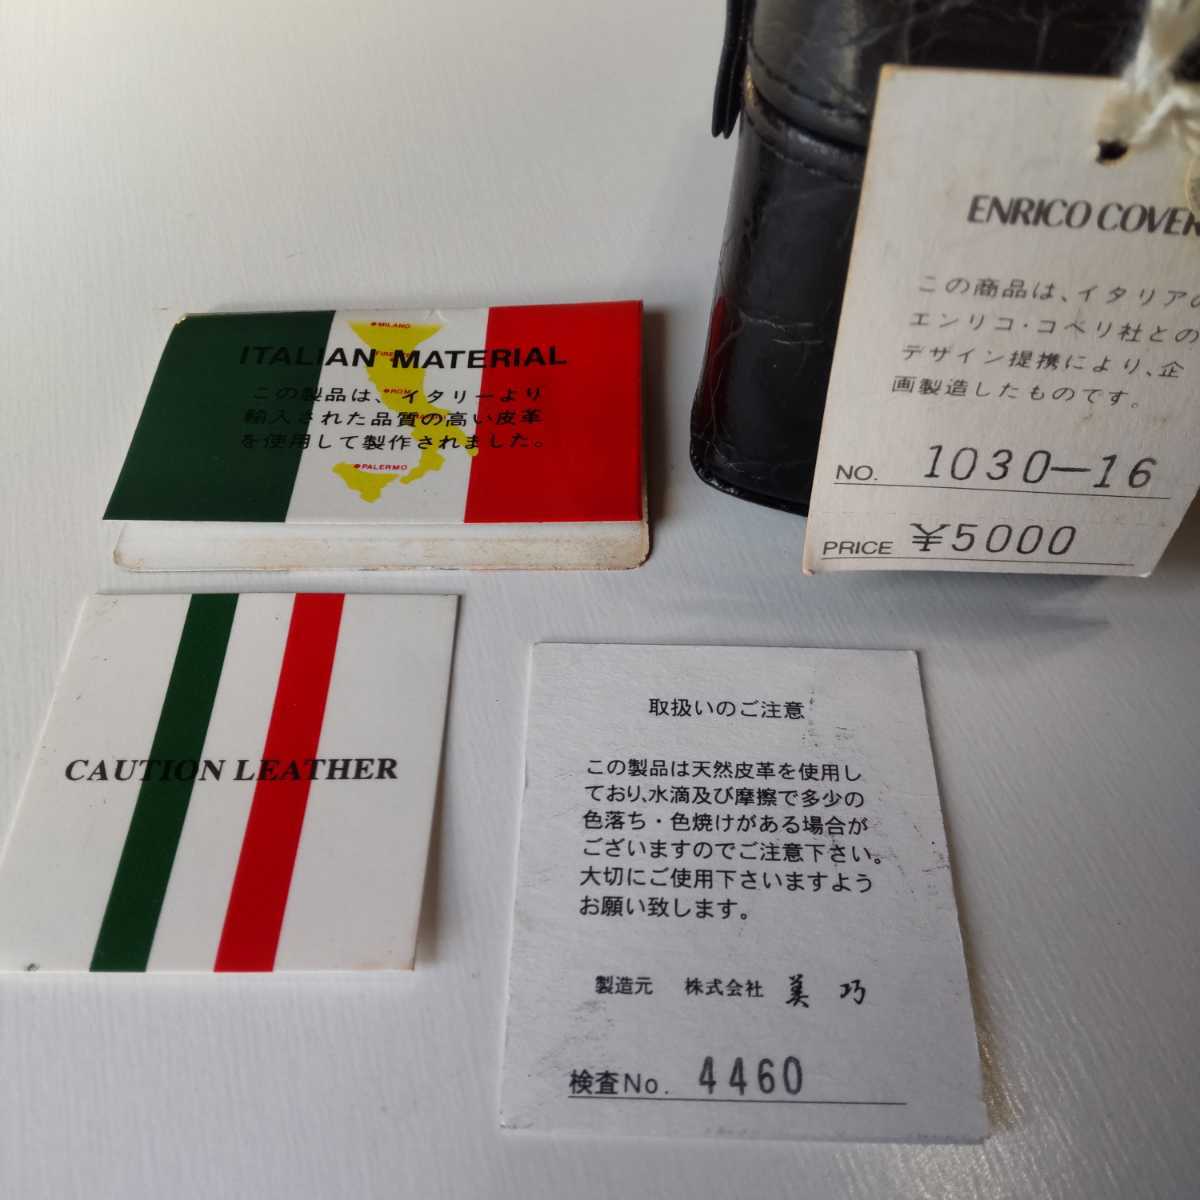 ENRICO COVER
この商品は、イタリアの
エンリコ・コベリ社との
デザイン提携により、企
画製造したものです。
NO. 1030-16
PRICE ¥5000
MILANO
ITALIAN MATERIAL
この製品は、イタリーより
輸入された品質の高い皮革
を使用して製作されました。
PALERMO
CAUTION LEATHER
取扱いのご注意
この製品は天然皮革を使用し
ており、水滴及び摩擦で多少の
色落ち・色焼けがある場合が
ございますのでご注意下さい。
大切にご使用下さいますよう
お願い致します。
製造元 株式会社 美巧
検査No. 4460